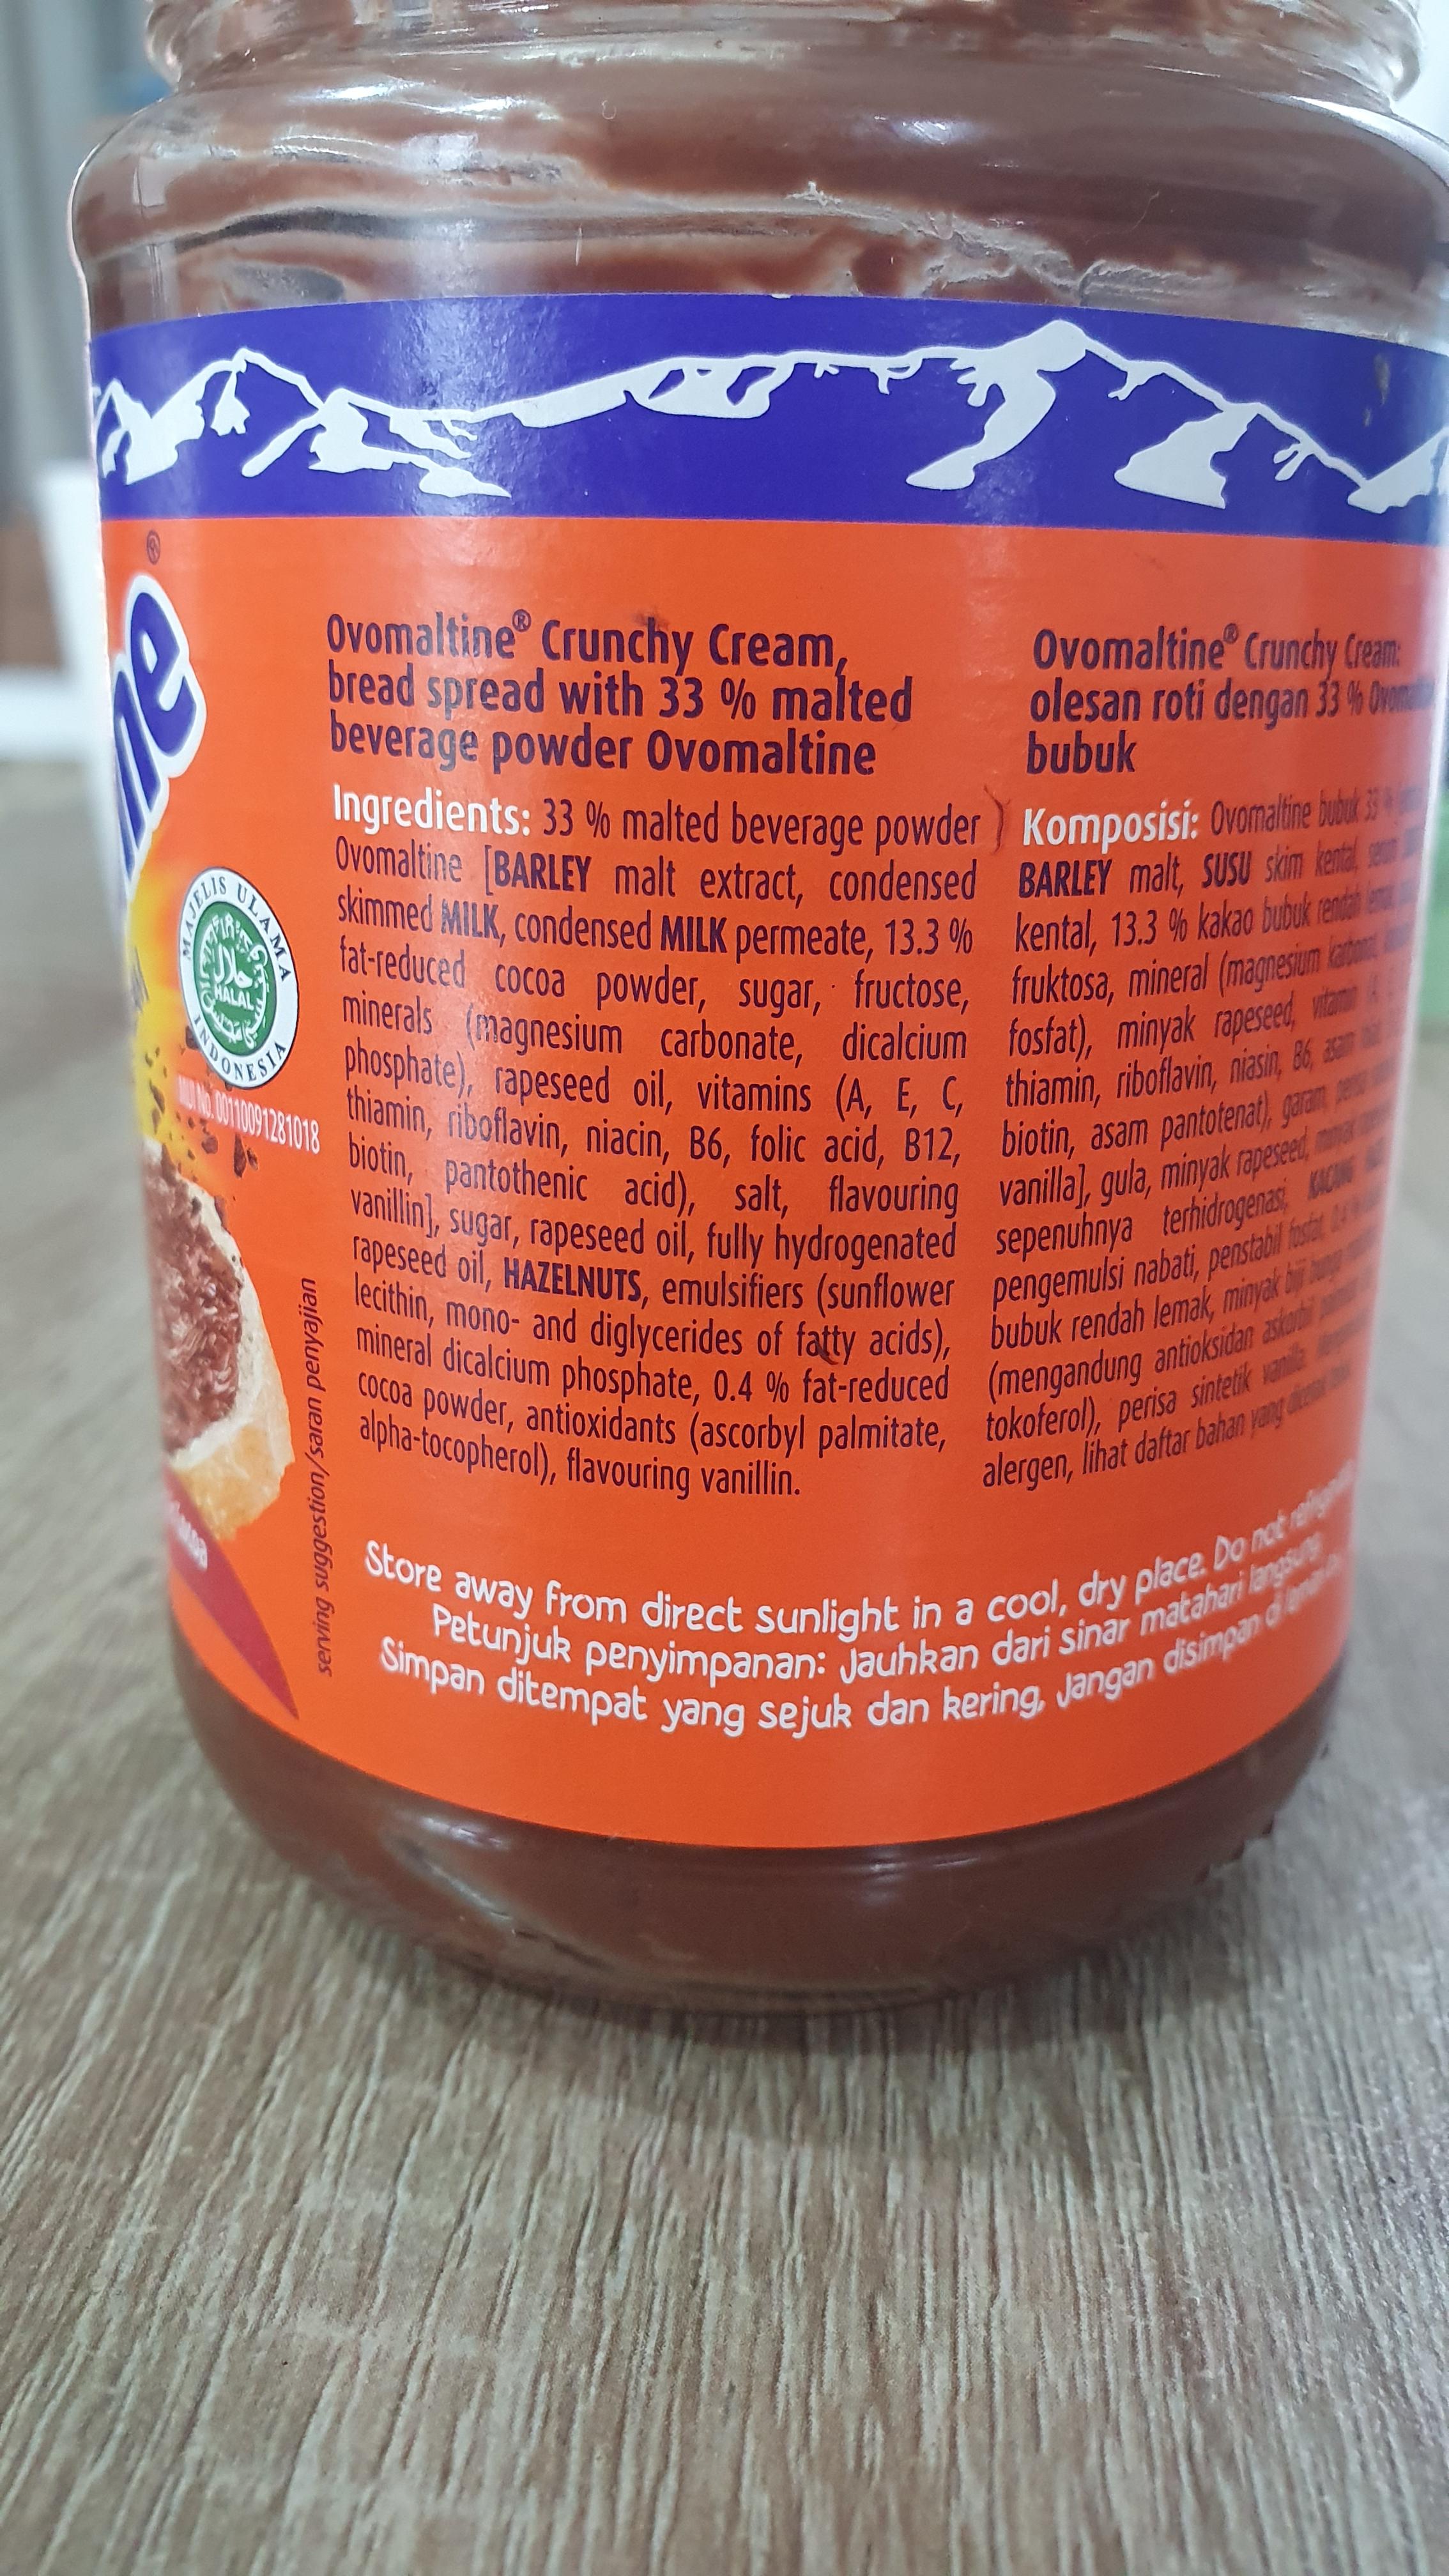 Ovomaltine® Crunchy Cream,
bread spread with 33 % malted
beverage powder Ovomaltine
Ingredients: 33 % malted beverage powder
Ovomaltine [BARLEY malt extract, condensed
skimmed MILK, condensed MILK permeate, 13.3 %
fat-reduced cocoa powder, sugar, fructose,
minerals (magnesium carbonate, dicalcium
phosphate), rapeseed oil, vitamins (A, E, C,
thiamin, riboflavin, niacin, B6, folic acid, B12,
biotin, pantothenic acid), salt, flavouring
vanillin], sugar, rapeseed oil, fully hydrogenated
rapeseed oil, HAZELNUTS, emulsifiers (sunflower
lecithin, mono- and diglycerides of fatty acids),
mineral dicalcium phosphate, 0.4 % fat-reduced
cocoa powder, antioxidants (ascorbyl palmitate,
alpha-tocopherol), flavouring vanillin.
Ovomaltine® Crunchy Cream:
olesan roti dengan 33 %
bubuk
Komposisi: Ovomaltine bubuk 33 %
BARLEY malt, SUSU skim kental,
kental, 13.3 % kakao bubuk rendah
fruktosa, mineral (magnesium
fosfat), minyak rapeseed, vitamin
thiamin, riboflavin, niasin, B6, asam
biotin, asam pantotenat), garam,
vanilla], gula, minyak rapeseed,
sepenuhnya terhidrogenasi, KACANG
pengemulsi nabati, penstabil fosfat,
bubuk rendah lemak, minyak biji bunga
(mengandung antioksidan askorbil
tokoferol), perisa sintetik vanilla.
alergen, lihat daftar bahan yang
Store away from direct sunlight in a cool, dry place. Do not
Petunjuk penyimpanan: Jauhkan dari sinar matahari langsung.
Simpan ditempat yang sejuk dan kering, Jangan disimpan di
MAJELIS ULAMA
حلال
HALAL
INDONESIA
MUI NO. 00110091281018
serving suggestion/saran penyajian